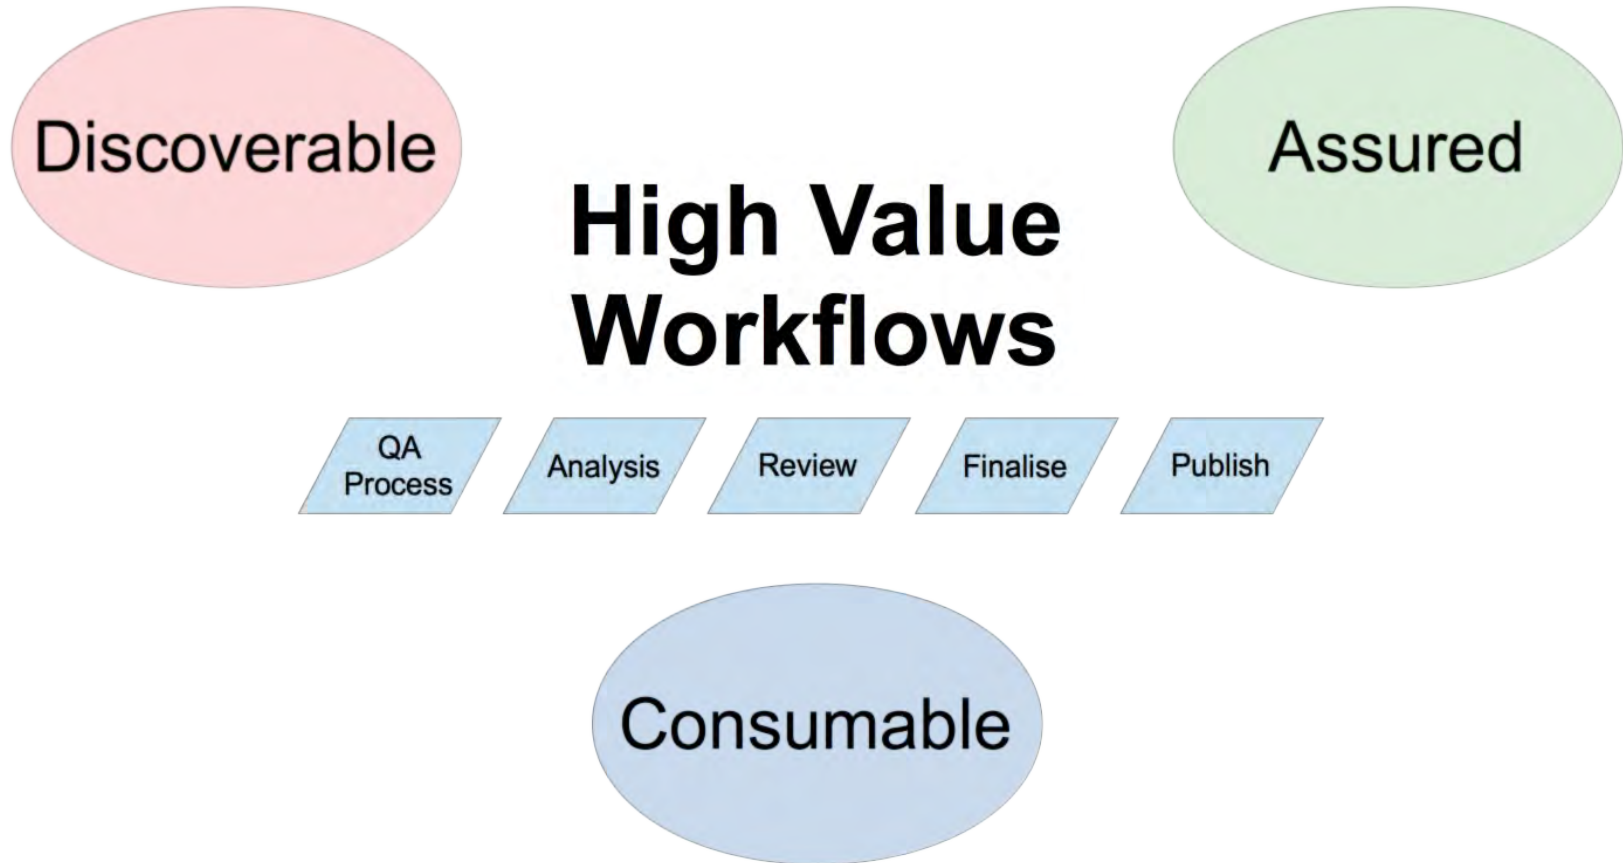 Discoverable
Assured
High Value
Workflows
QA
Process
Analysis
Review
Finalise
Publish
Consumable